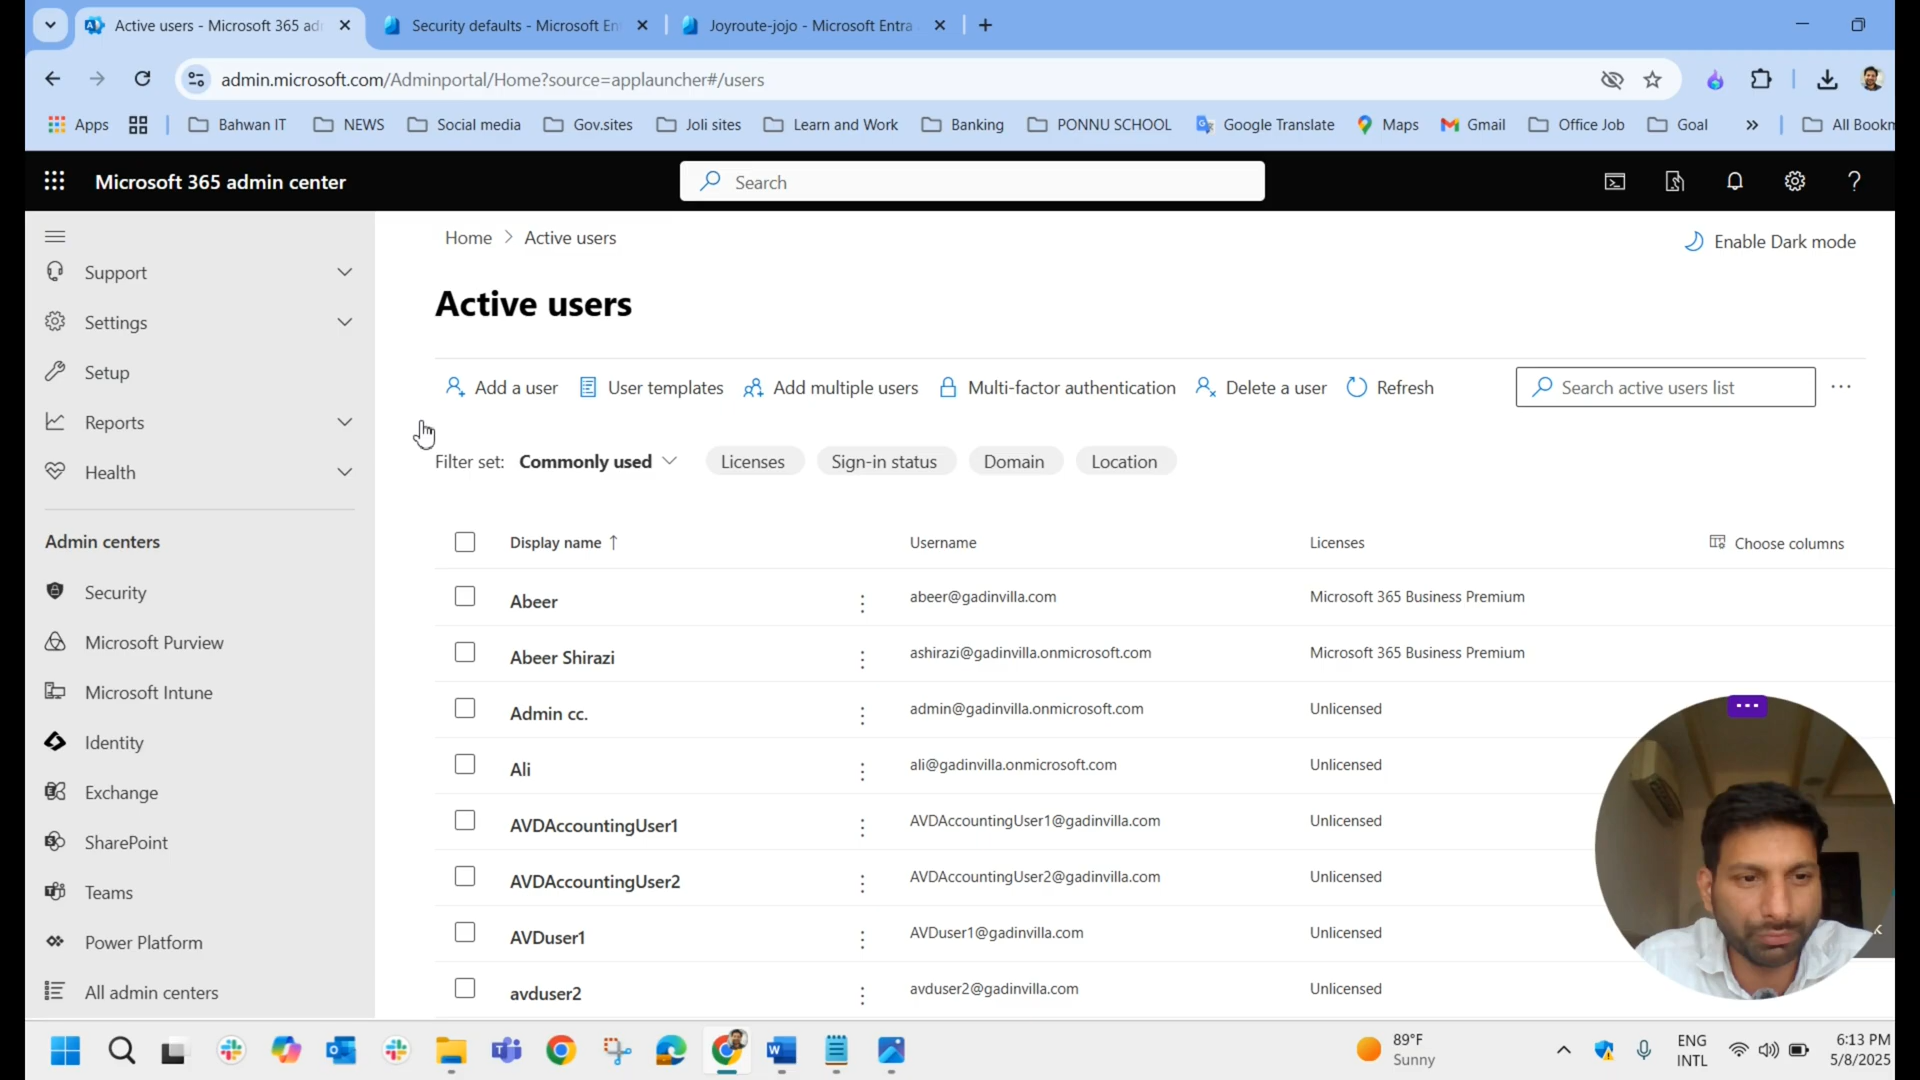 Active users - Microsoft 365 ad
Security defaults - Microsoft En
Joyroute-jojo - Microsoft Entra
admin.microsoft.com/Adminportal/Home?source=applauncher#/users
Apps
Bahwan IT
NEWS
Social media
Gov.sites
Joli sites
Learn and Work
Banking
PONNU SCHOOL
Google Translate
Maps
Gmail
Office Job
Goal
»
All Bookm
Microsoft 365 admin center
Search
Support
Settings
Setup
Reports
Health
Admin centers
Security
Microsoft Purview
Microsoft Intune
Identity
Exchange
SharePoint
Teams
Power Platform
All admin centers
Home > Active users
Enable Dark mode
Active users
Add a user
User templates
Add multiple users
Multi-factor authentication
Delete a user
Refresh
Search active users list
Filter set: Commonly used
Licenses
Sign-in status
Domain
Location
Display name ↑ Username Licenses Choose columns
Abeer abeer@gadinvilla.com Microsoft 365 Business Premium
Abeer Shirazi ashirazi@gadinvilla.onmicrosoft.com Microsoft 365 Business Premium
Admin cc. admin@gadinvilla.onmicrosoft.com Unlicensed
Ali ali@gadinvilla.onmicrosoft.com Unlicensed
AVDAccountingUser1 AVDAccountingUser1@gadinvilla.com Unlicensed
AVDAccountingUser2 AVDAccountingUser2@gadinvilla.com Unlicensed
AVDuser1 AVDuser1@gadinvilla.com Unlicensed
avduser2 avduser2@gadinvilla.com Unlicensed
89°F
Sunny
ENG
INTL
6:13 PM
5/8/2025